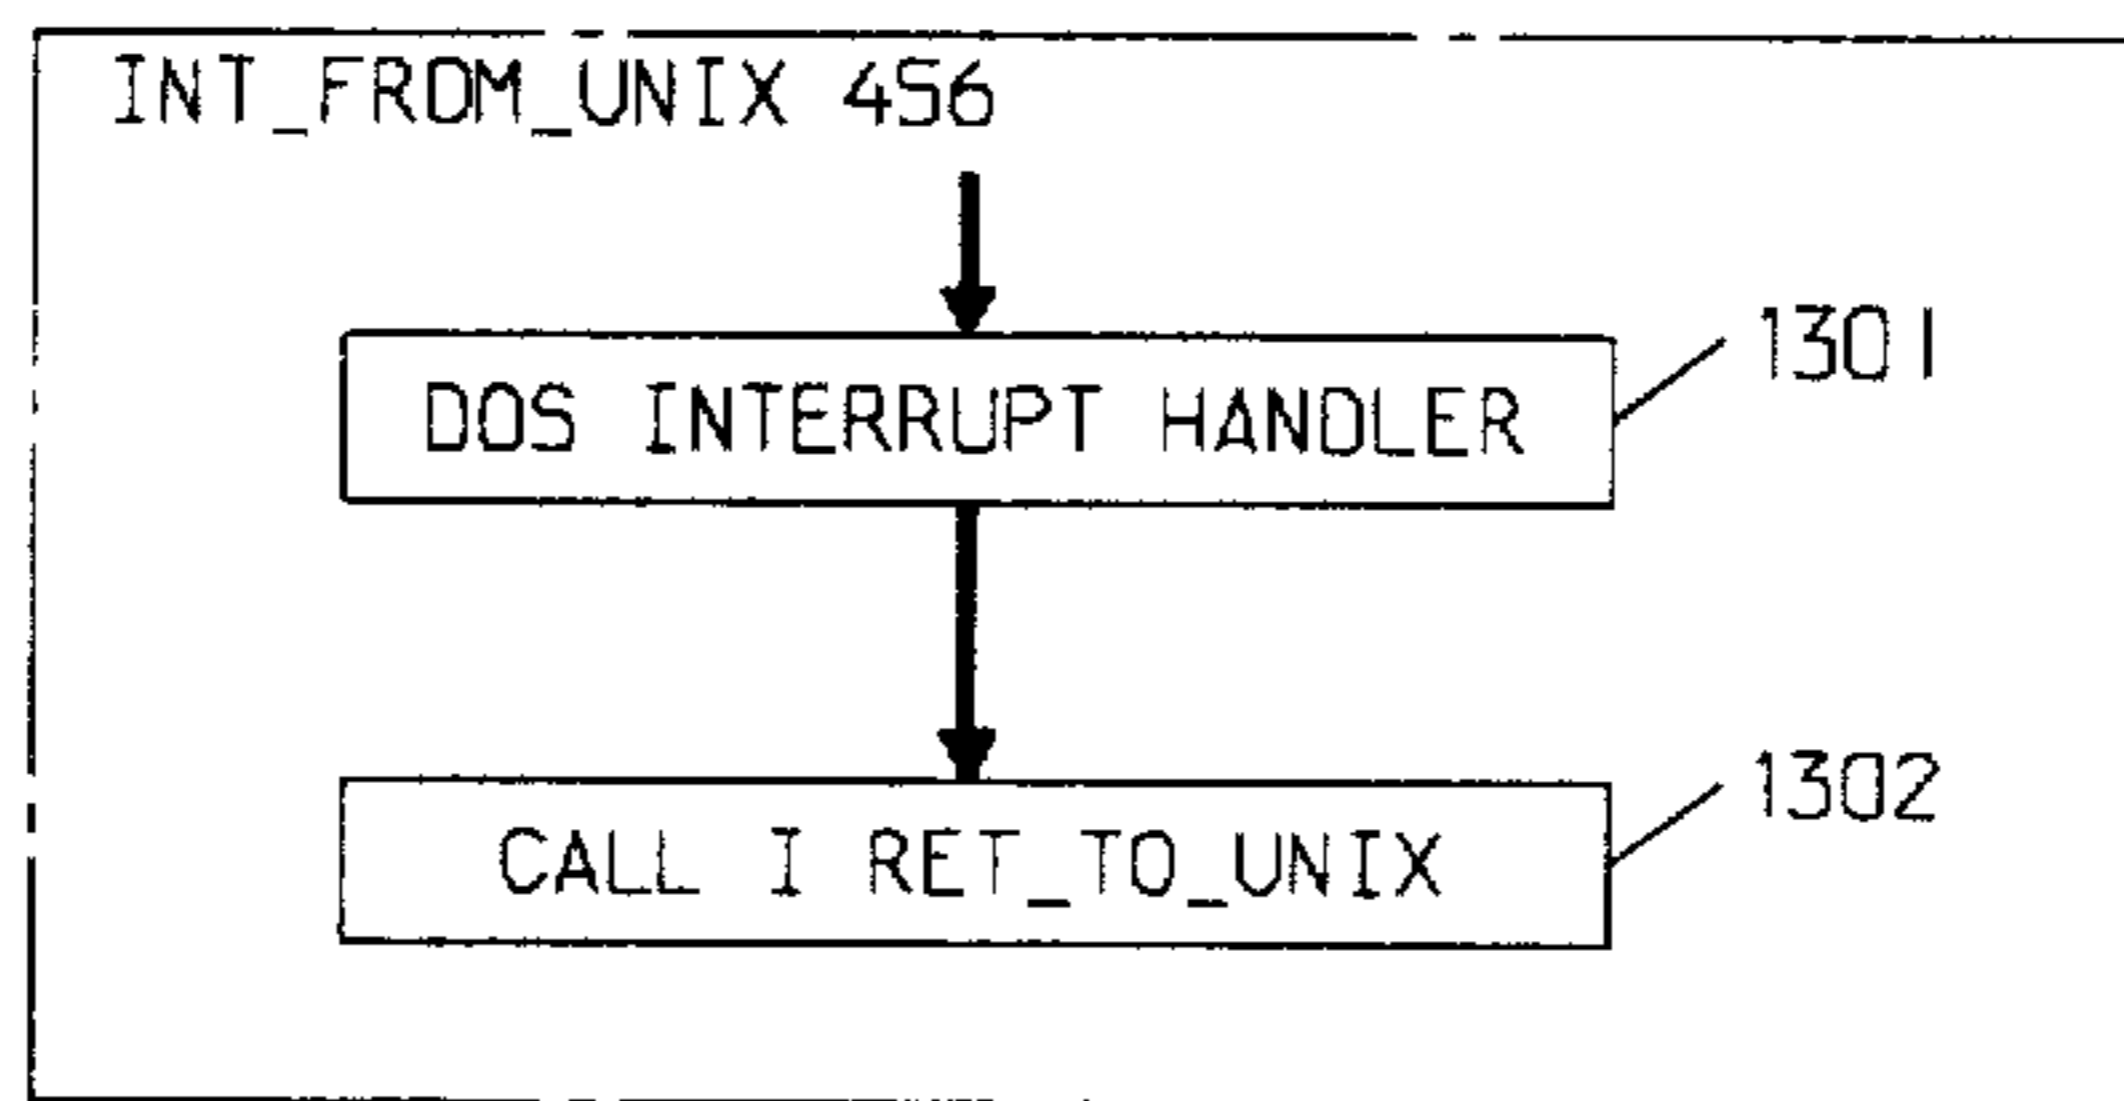 INT_FROM_UNIX 456
1301
DOS INTERRUPT HANDLER
1302
CALL I RET_TO_UNIX